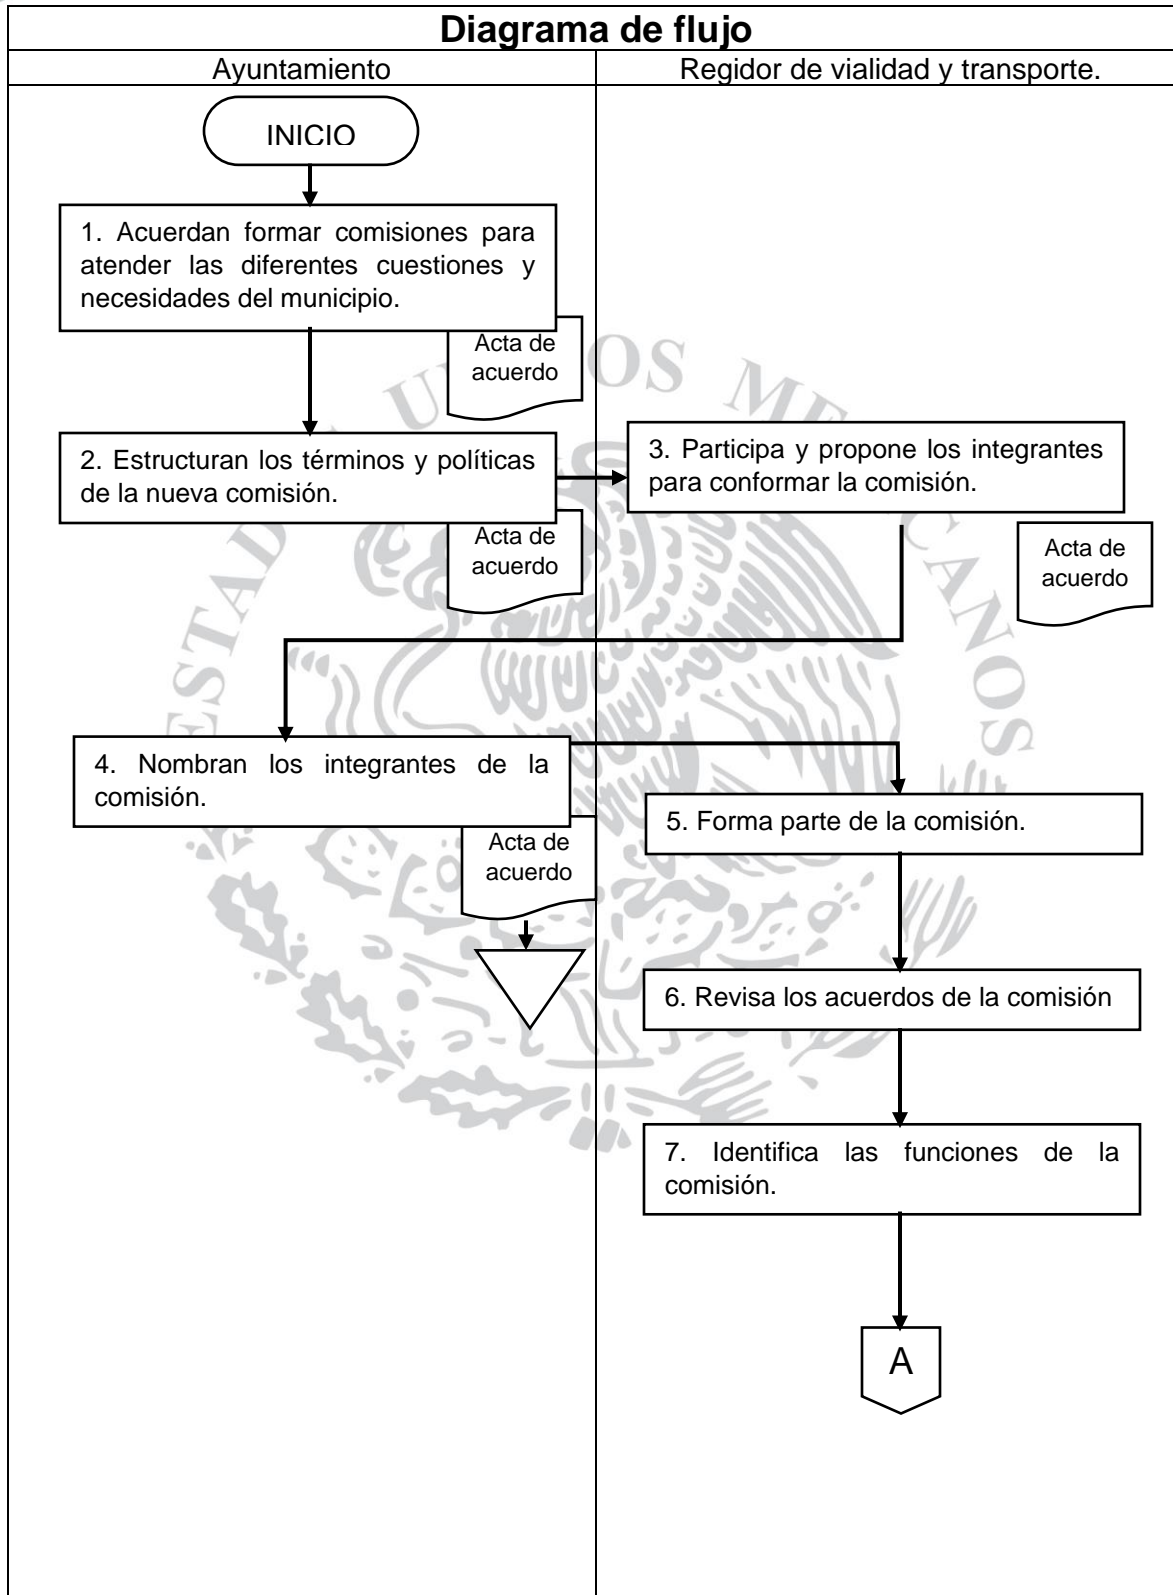 Diagrama de flujo
Ayuntamiento
Regidor de vialidad y transporte.
INICIO
1. Acuerdan formar comisiones para
atender las diferentes cuestiones y
necesidades del municipio.
Acta de
acuerdo
2. Estructuran los términos y políticas
de la nueva comisión.
Acta de
acuerdo
3. Participa y propone los integrantes
para conformar la comisión.
Acta de
acuerdo
4. Nombran los integrantes de la
comisión.
Acta de
acuerdo
5. Forma parte de la comisión.
6. Revisa los acuerdos de la comisión
7. Identifica las funciones de la
comisión.
A